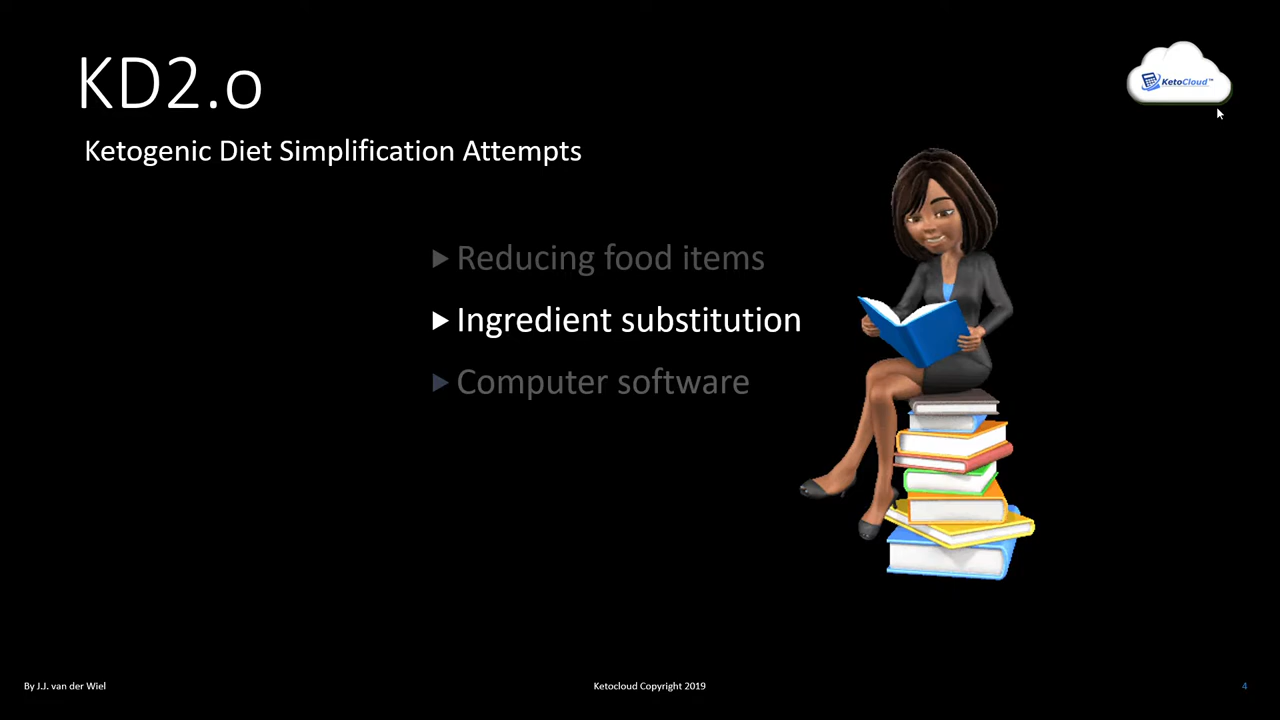 KD2.o
KetoCloud™
Ketogenic Diet Simplification Attempts
Reducing food items
Ingredient substitution
Computer software
By J.J. van der Wiel
Ketocloud Copyright 2019
4